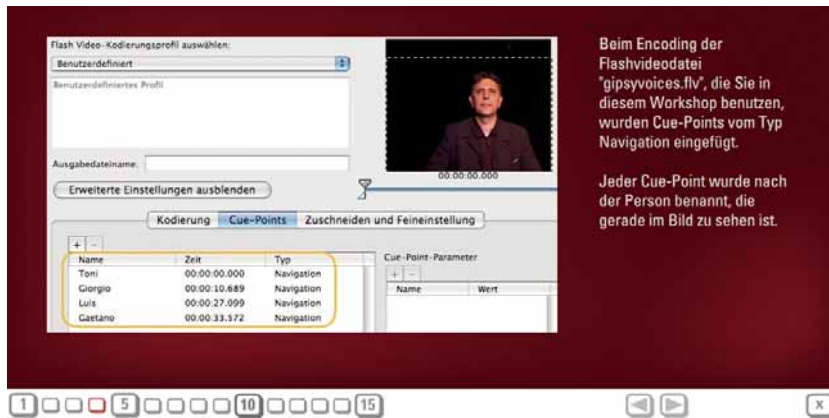 Flash Video-Kodierungsprofil auswählen:
Benutzerdefiniert
Benutzerdefiniertes Profil
Ausgabedateiname:
00:00:00.000
Erweiterte Einstellungen ausblenden
Kodierung Cue-Points Zuschneiden und Feineinstellung
+ -
Name Zeit Typ
Toni 00:00:00.000 Navigation
Giorgio 00:00:10.689 Navigation
Luis 00:00:27.099 Navigation
Gaetano 00:00:33.572 Navigation
Cue-Point-Parameter
+ -
Name Wert
Beim Encoding der
Flashvideodatei
"gipsyvoices.flv", die Sie in
diesem Workshop benutzen,
wurden Cue-Points vom Typ
Navigation eingefügt.
Jeder Cue-Point wurde nach
der Person benannt, die
gerade im Bild zu sehen ist.
1 5 10 15 x